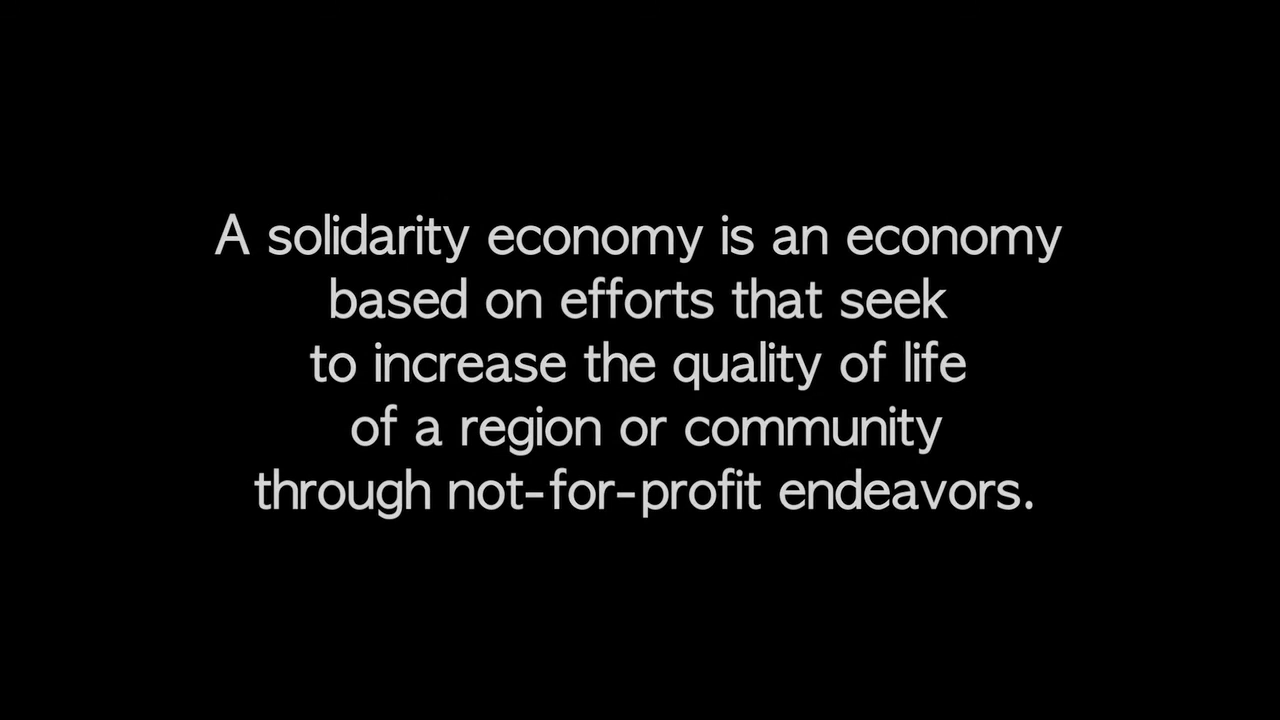 A solidarity economy is an economy
based on efforts that seek
to increase the quality of life
of a region or community
through not-for-profit endeavors.